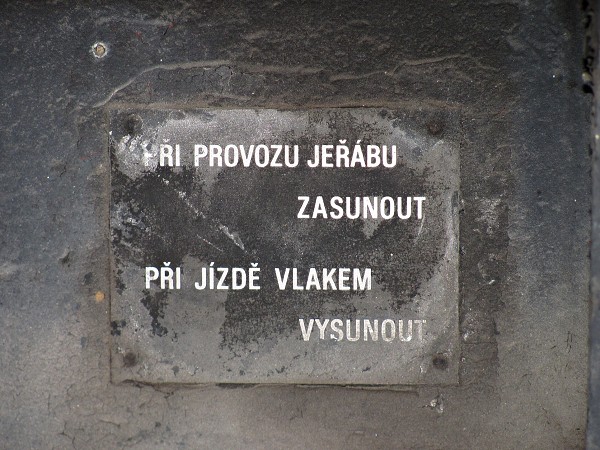 PŘI PROVOZU JEŘÁBU
ZASUNOUT
PŘI JÍZDĚ VLAKEM
VYSUNOUT